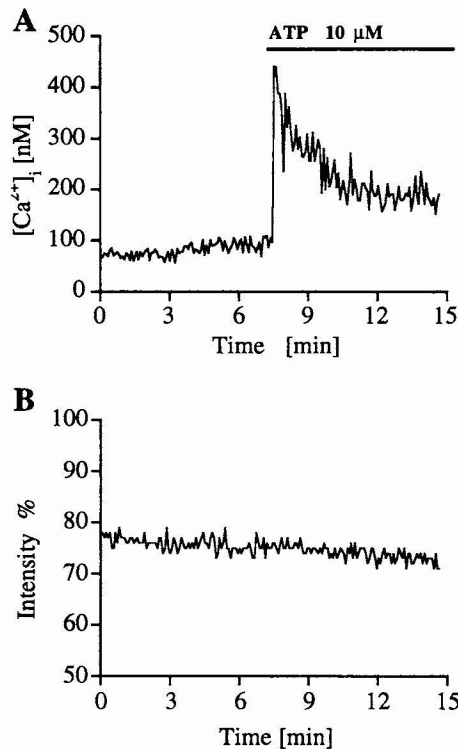 A
ATP 10 µM
500
400
300
200
100
0
[Ca²⁺]ᵢ [nM]
0 3 6 9 12 15
Time [min]
B
100
90
80
70
60
50
Intensity %
0 3 6 9 12 15
Time [min]